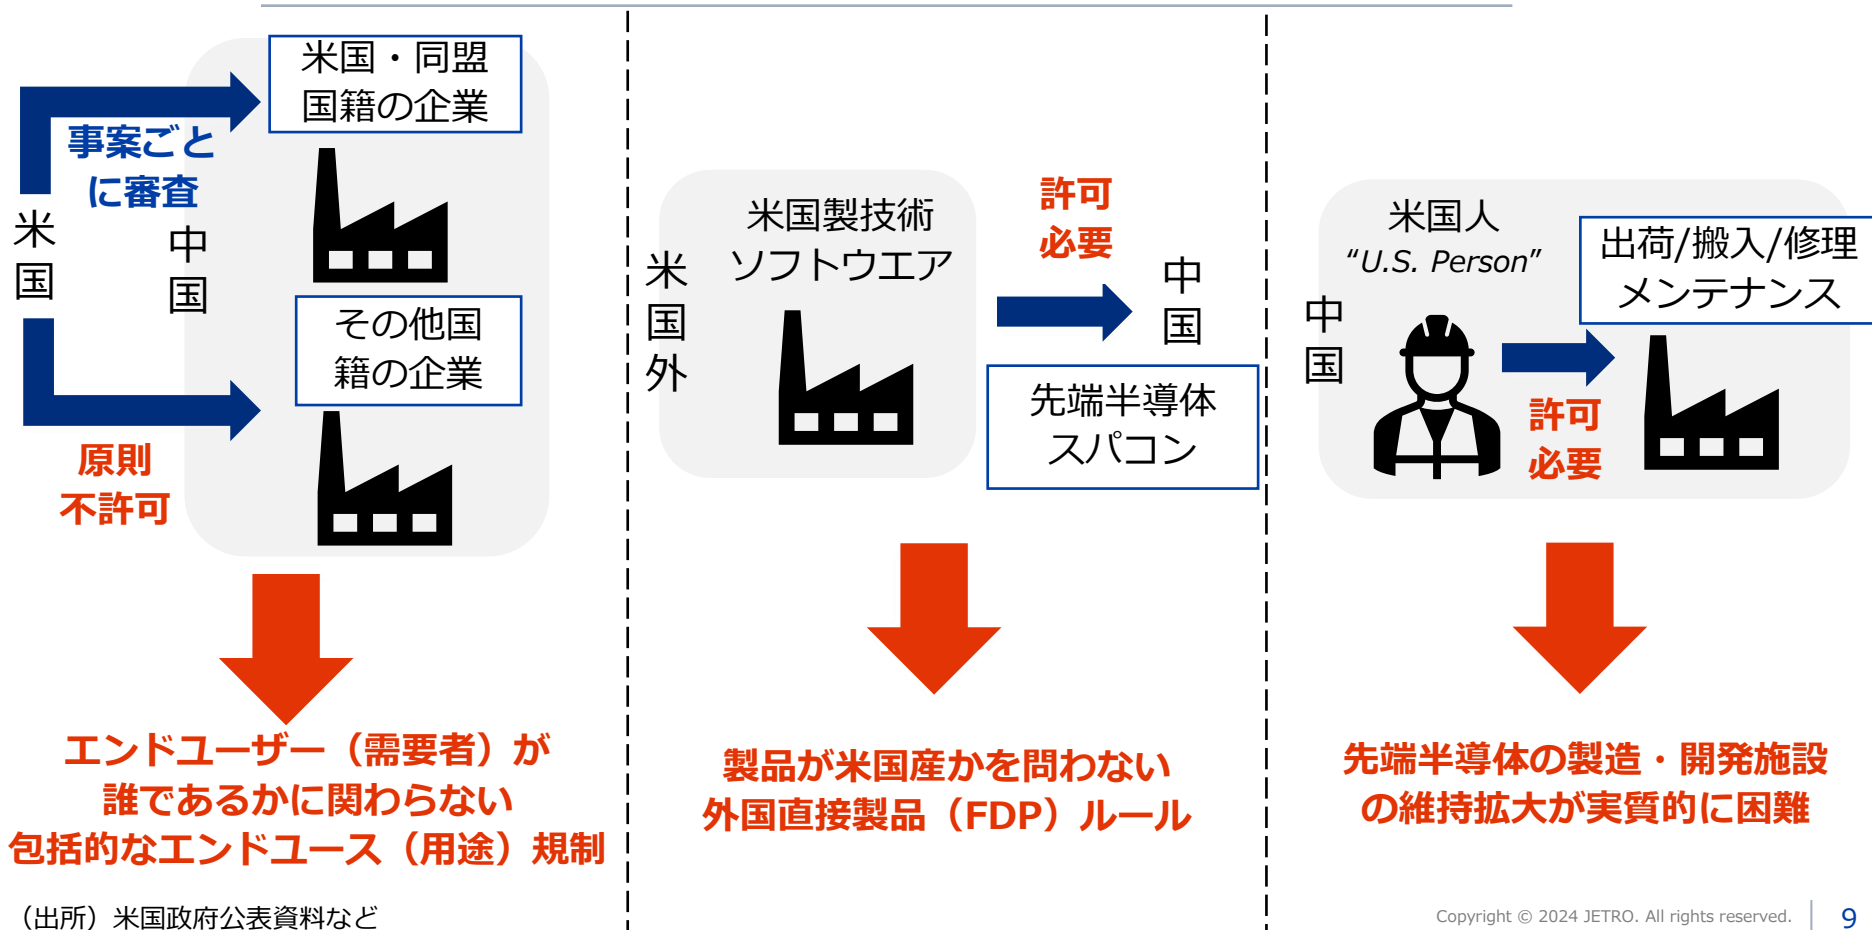 米国・同盟
国籍の企業
事案ごと
に審査
米国
中国
その他国
籍の企業
原則
不許可
エンドユーザー（需要者）が
誰であるかに関わらない
包括的なエンドユース（用途）規制
米国製技術
ソフトウエア
米国外
許可
必要
中国
先端半導体
スパコン
製品が米国産かを問わない
外国直接製品（FDP）ルール
米国人
“U.S. Person”
出荷/搬入/修理
メンテナンス
中国
許可
必要
先端半導体の製造・開発施設
の維持拡大が実質的に困難
（出所）米国政府公表資料など
Copyright © 2024 JETRO. All rights reserved.
9